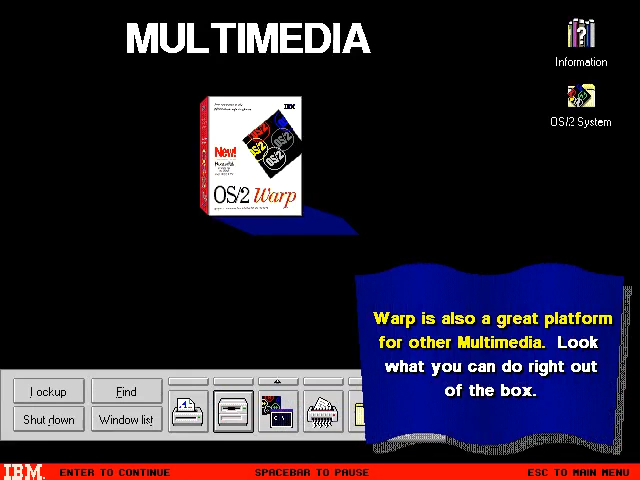 MULTIMEDIA
Information
OS/2 System
IBM
New!
OS/2 Warp
Warp is also a great platform
for other Multimedia. Look
what you can do right out
of the box.
Lockup
Find
Shut down
Window list
IBM. ENTER TO CONTINUE SPACEBAR TO PAUSE ESC TO MAIN MENU